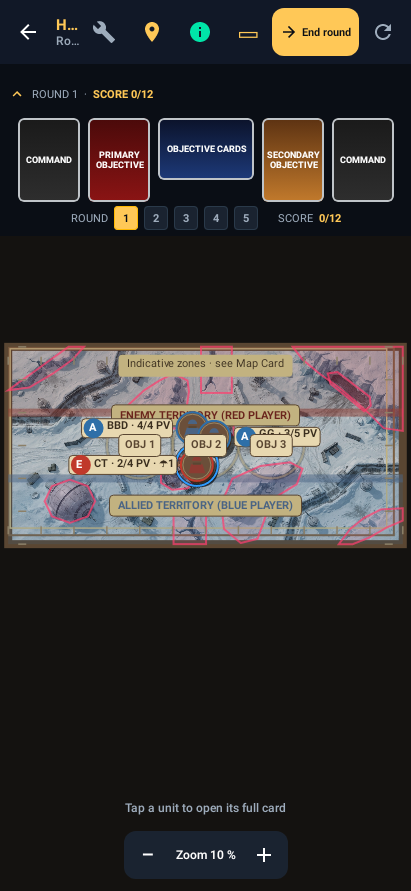 H...
Ro...
End round
ROUND 1 · SCORE 0/12
COMMAND
PRIMARY OBJECTIVE
OBJECTIVE CARDS
SECONDARY OBJECTIVE
COMMAND
ROUND 1 2 3 4 5 SCORE 0/12
Indicative zones · see Map Card
ENEMY TERRITORY (RED PLAYER)
A BBD · 4/4 PV
A GG · 3/5 PV
OBJ 1
OBJ 2
OBJ 3
E CT · 2/4 PV · ☂1
ALLIED TERRITORY (BLUE PLAYER)
Tap a unit to open its full card
− Zoom 10 % +